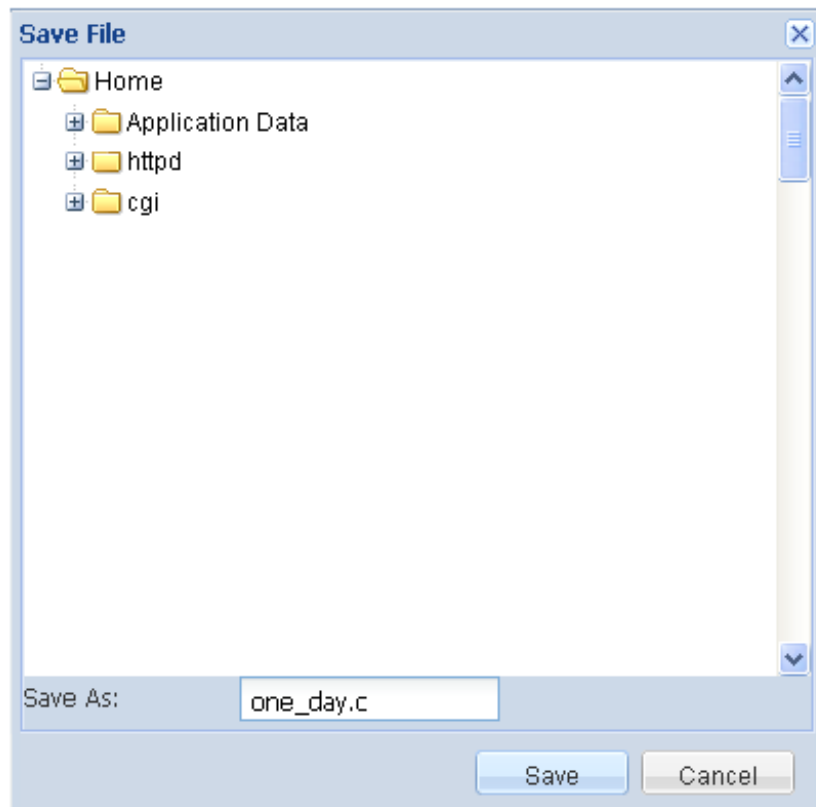 Save File
Home
Application Data
httpd
cgi
Save As: one_day.c
Save Cancel